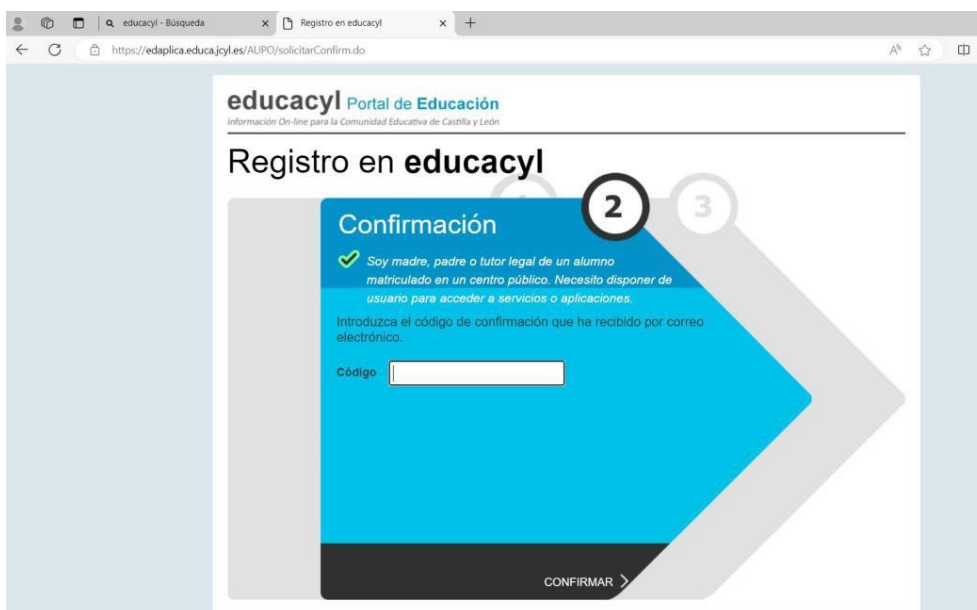 educacyl - Búsqueda
Registro en educacyl
https://edaplica.educa.jcyl.es/AUPO/solicitarConfirm.do
educacyl Portal de Educación
Información On-line para la Comunidad Educativa de Castilla y León
Registro en educacyl
1
2
3
Confirmación
Soy madre, padre o tutor legal de un alumno
matriculado en un centro público. Necesito disponer de
usuario para acceder a servicios o aplicaciones.
Introduzca el código de confirmación que ha recibido por correo
electrónico.
Código
CONFIRMAR